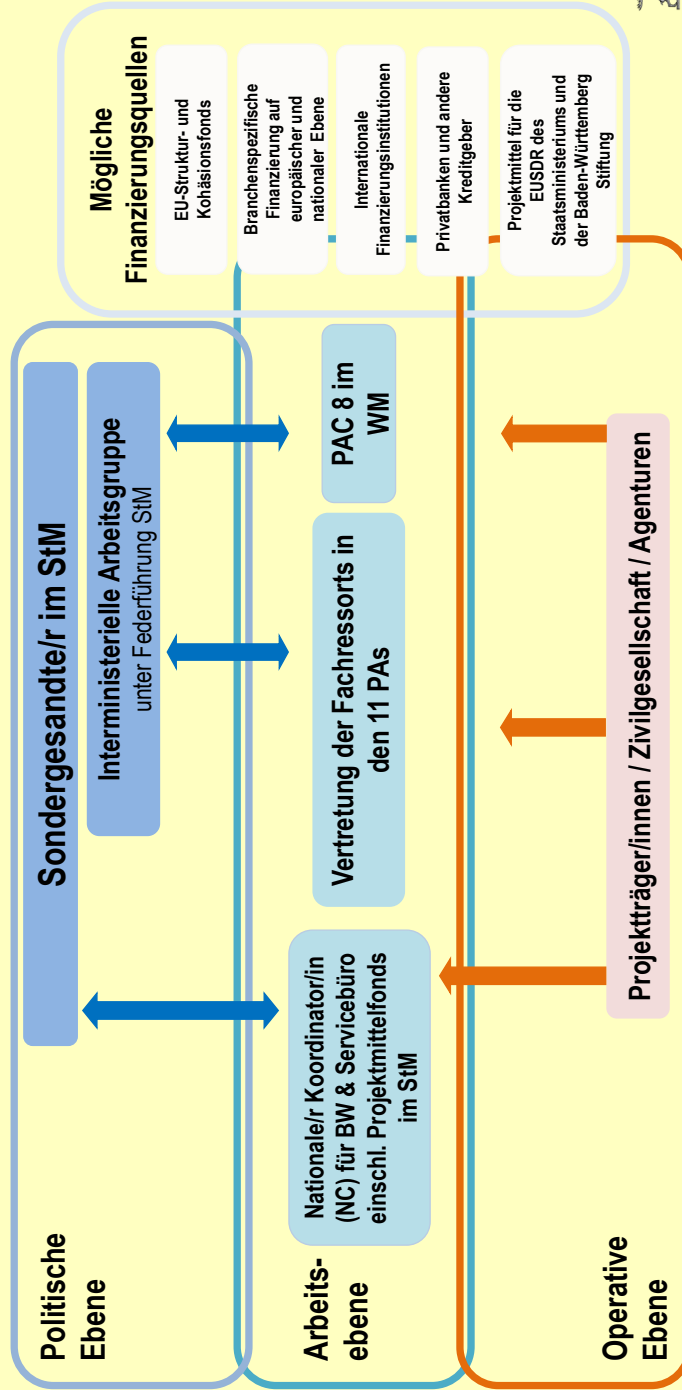 Politische
Ebene
Sondergesandte/r im StM
Interministerielle Arbeitsgruppe
unter Federführung StM
Arbeits-
ebene
Nationale/r Koordinator/in
(NC) für BW & Servicebüro
einschl. Projektmittelfonds
im StM
Vertretung der Fachressorts in
den 11 PAs
PAC 8 im
WM
Operative
Ebene
Projektträger/innen / Zivilgesellschaft / Agenturen
Mögliche
Finanzierungsquellen
EU-Struktur- und
Kohäsionsfonds
Branchenspezifische
Finanzierung auf
europäischer und
nationaler Ebene
Internationale
Finanzierungsinstitutionen
Privatbanken und andere
Kreditgeber
Projektmittel für die
EUSDR des
Staatsministeriums und
der Baden-Württemberg
Stiftung